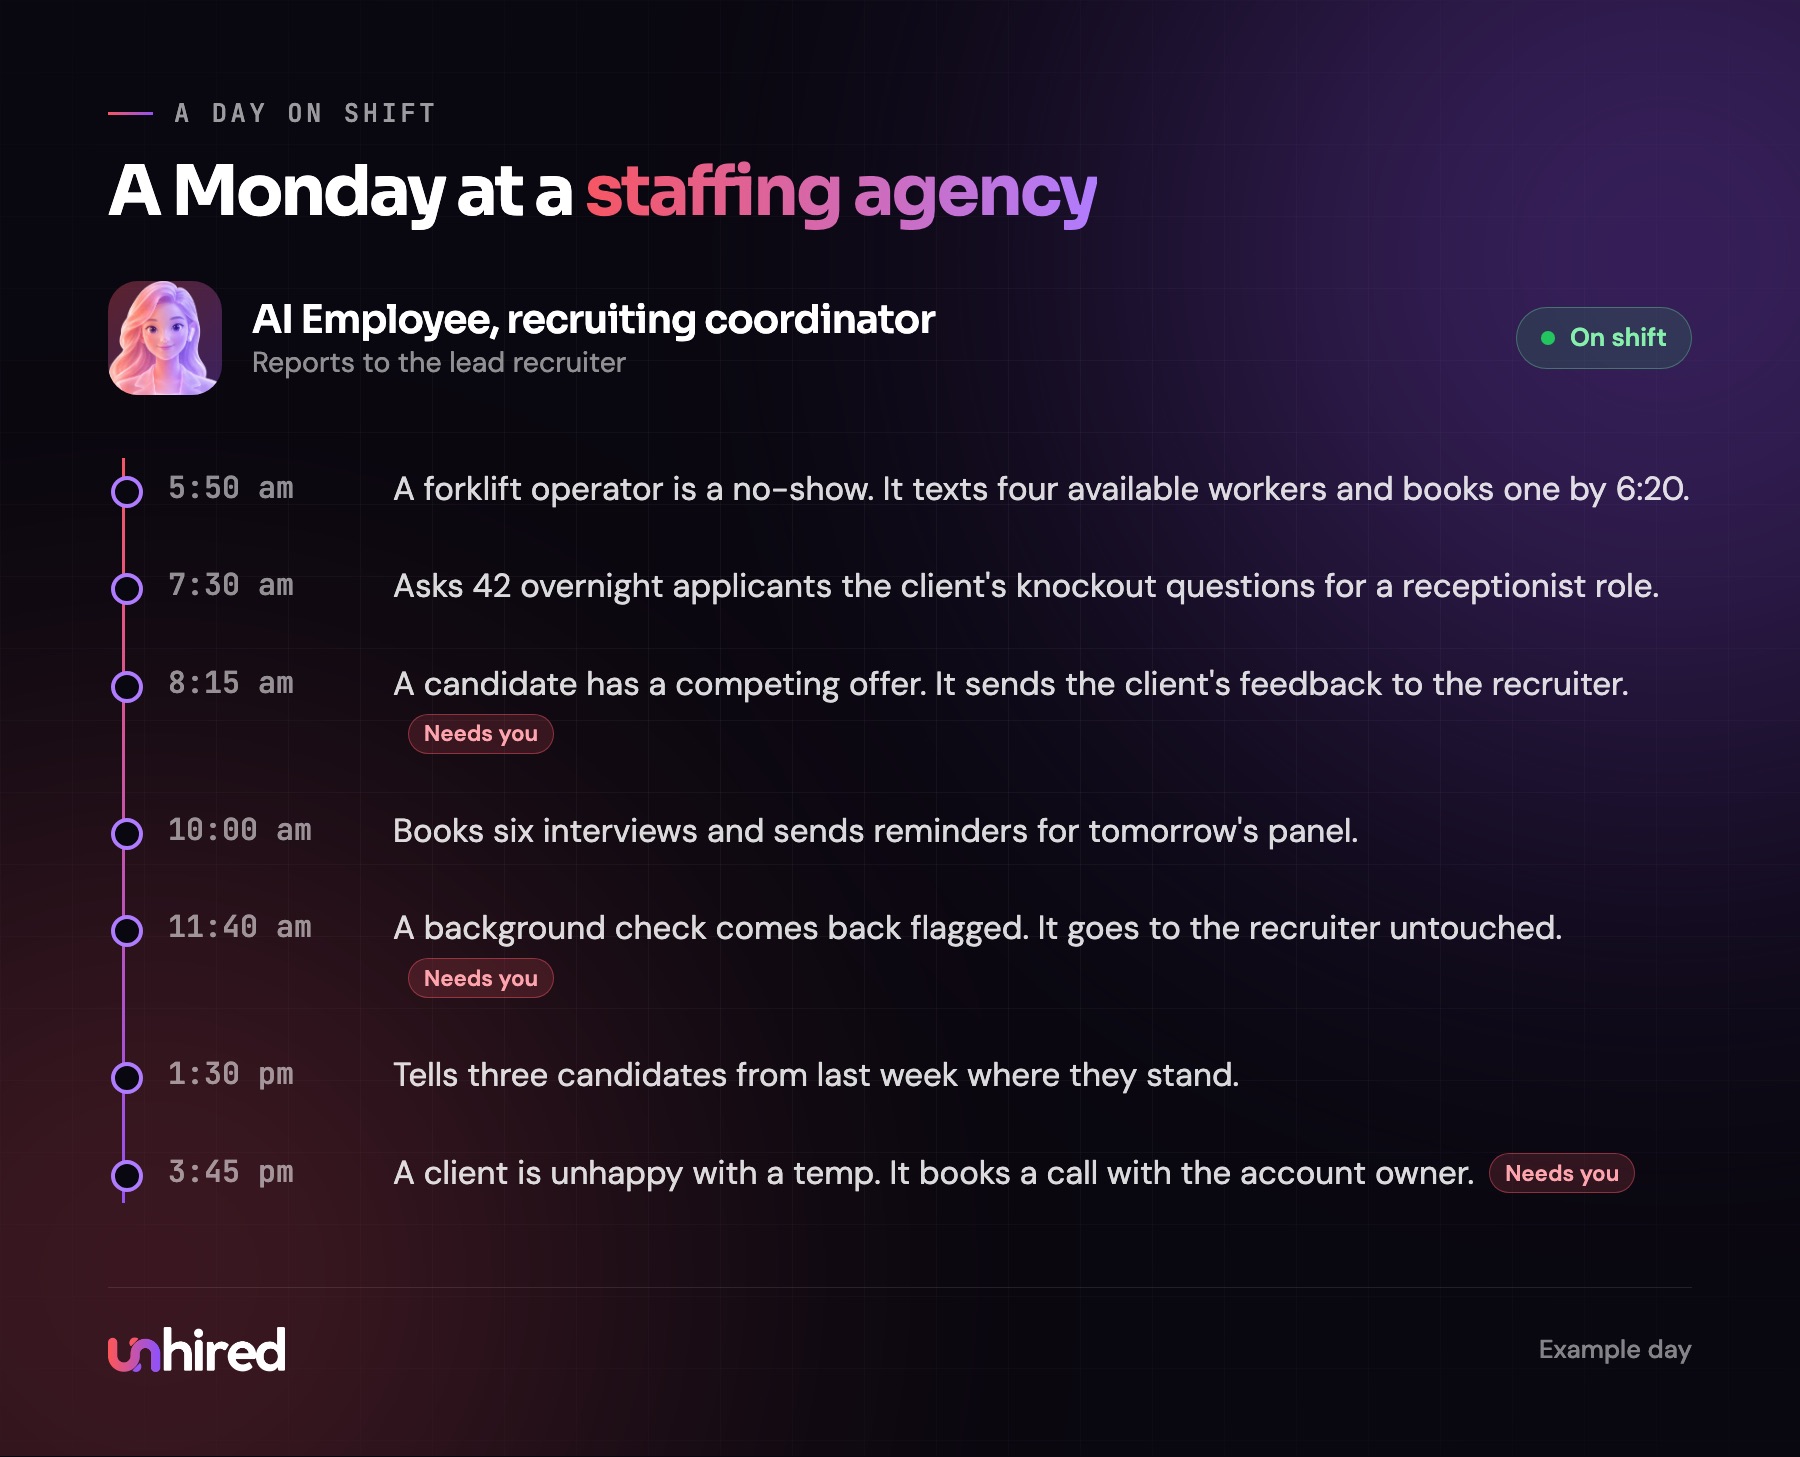 A DAY ON SHIFT
A Monday at a staffing agency
AI Employee, recruiting coordinator
Reports to the lead recruiter
On shift
5:50 am A forklift operator is a no-show. It texts four available workers and books one by 6:20.
7:30 am Asks 42 overnight applicants the client's knockout questions for a receptionist role.
8:15 am A candidate has a competing offer. It sends the client's feedback to the recruiter.
Needs you
10:00 am Books six interviews and sends reminders for tomorrow's panel.
11:40 am A background check comes back flagged. It goes to the recruiter untouched.
Needs you
1:30 pm Tells three candidates from last week where they stand.
3:45 pm A client is unhappy with a temp. It books a call with the account owner. Needs you
unhired
Example day